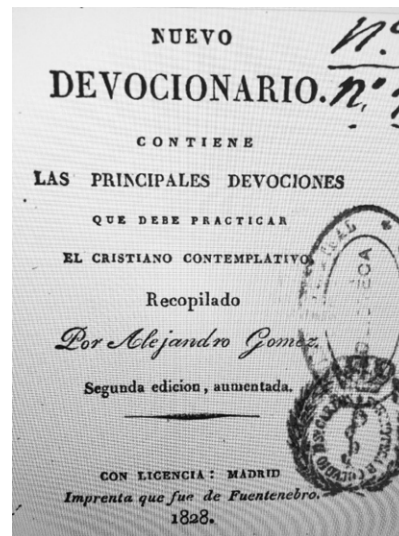 NUEVO
DEVOCIONARIO.
CONTIENE
LAS PRINCIPALES DEVOCIONES
QUE DEBE PRACTICAR
EL CRISTIANO CONTEMPLATIVO,
Recopilado
Por Alejandro Gomez.
Segunda edicion, aumentada.
CON LICENCIA: MADRID
Imprenta que fue de Fuentenebro.
1828.